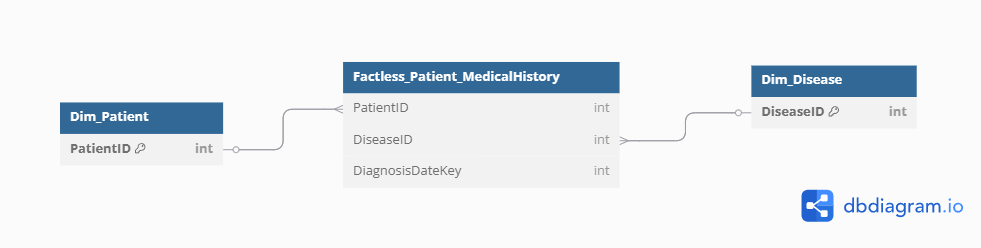 Dim_Patient
PatientID int
Factless_Patient_MedicalHistory
PatientID int
DiseaseID int
DiagnosisDateKey int
Dim_Disease
DiseaseID int
dbdiagram.io